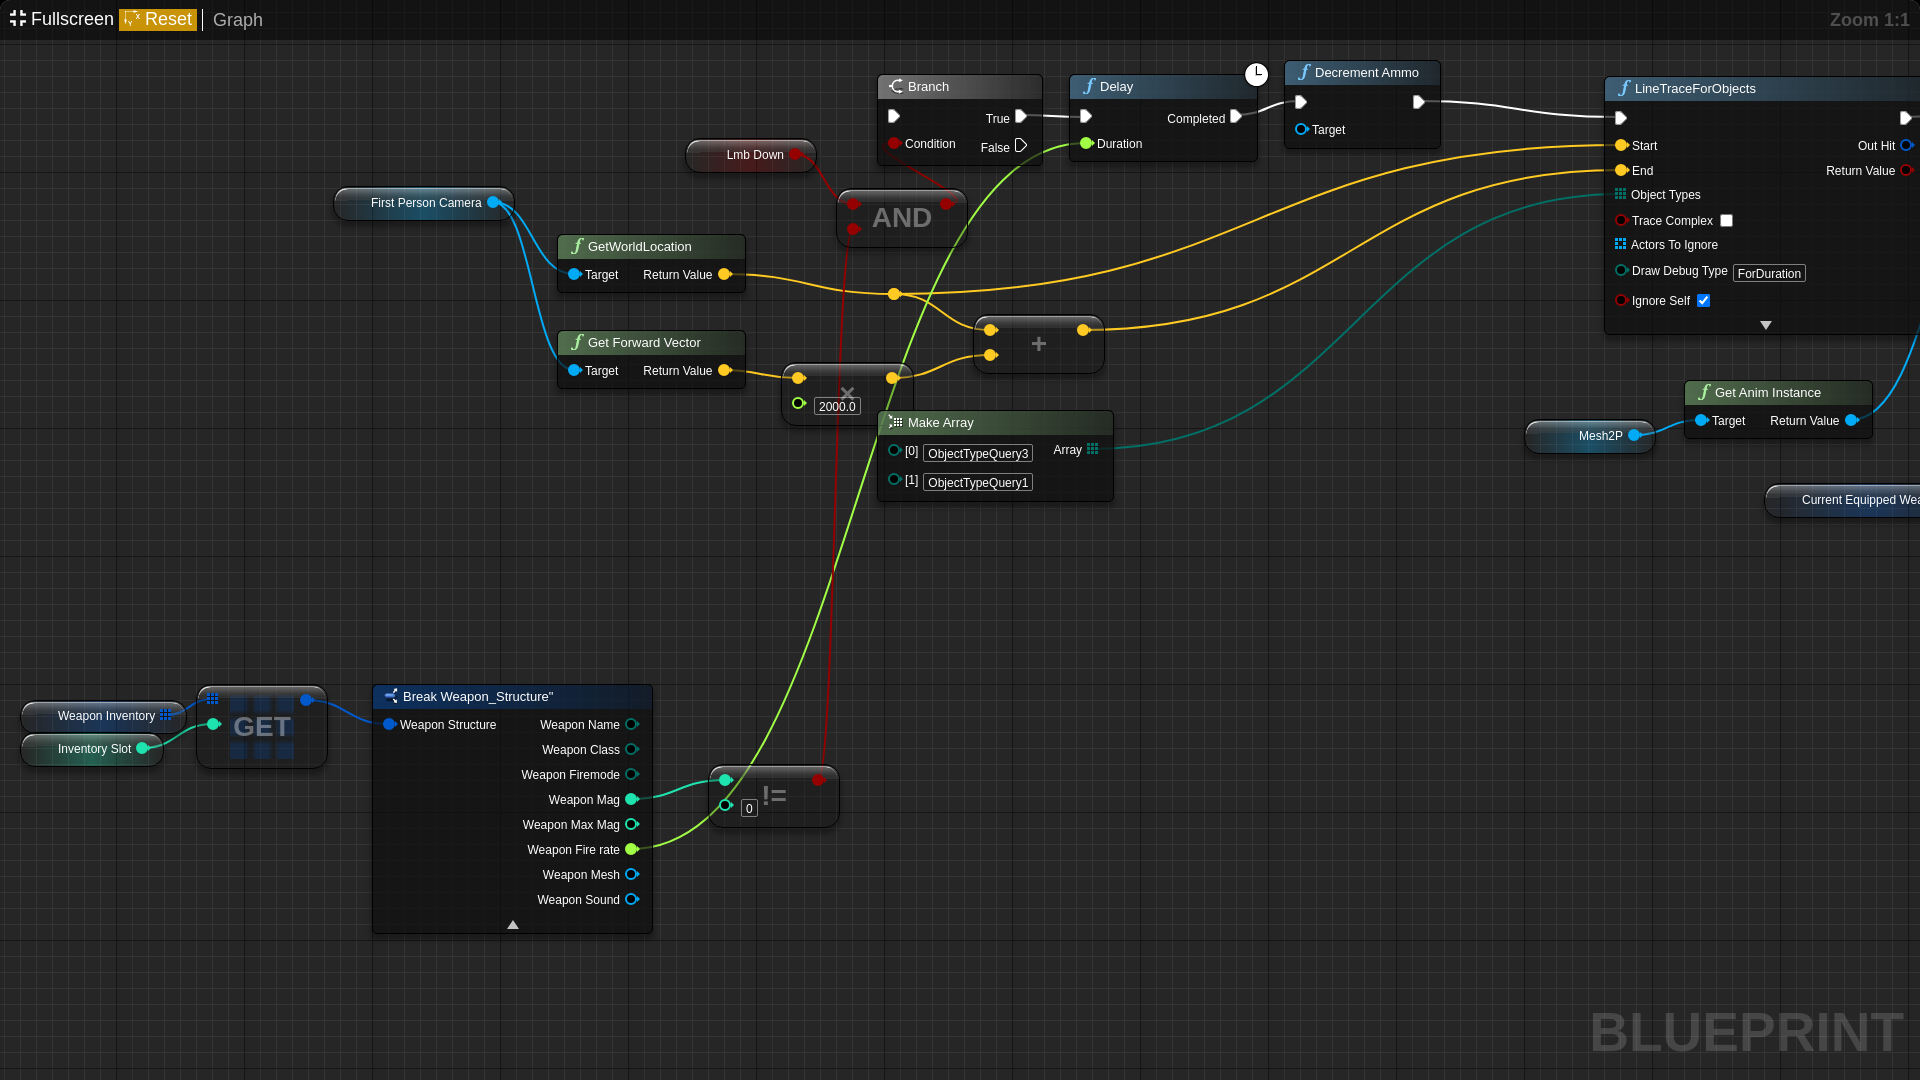 Fullscreen Reset Graph Zoom 1:1
Branch
True
Condition
False
Delay
Completed
Duration
Decrement Ammo
Target
LineTraceForObjects
Start
Out Hit
End
Return Value
Object Types
Trace Complex
Actors To Ignore
Draw Debug Type ForDuration
Ignore Self
Lmb Down
AND
First Person Camera
GetWorldLocation
Target Return Value
Get Forward Vector
Target Return Value
+
×
2000.0
Make Array
[0] ObjectTypeQuery3 Array
[1] ObjectTypeQuery1
Get Anim Instance
Target Return Value
Mesh2P
Current Equipped Wea
Weapon Inventory
Inventory Slot
GET
Break Weapon_Structure"
Weapon Structure Weapon Name
Weapon Class
Weapon Firemode
Weapon Mag
Weapon Max Mag
Weapon Fire rate
Weapon Mesh
Weapon Sound
!=
0
BLUEPRINT